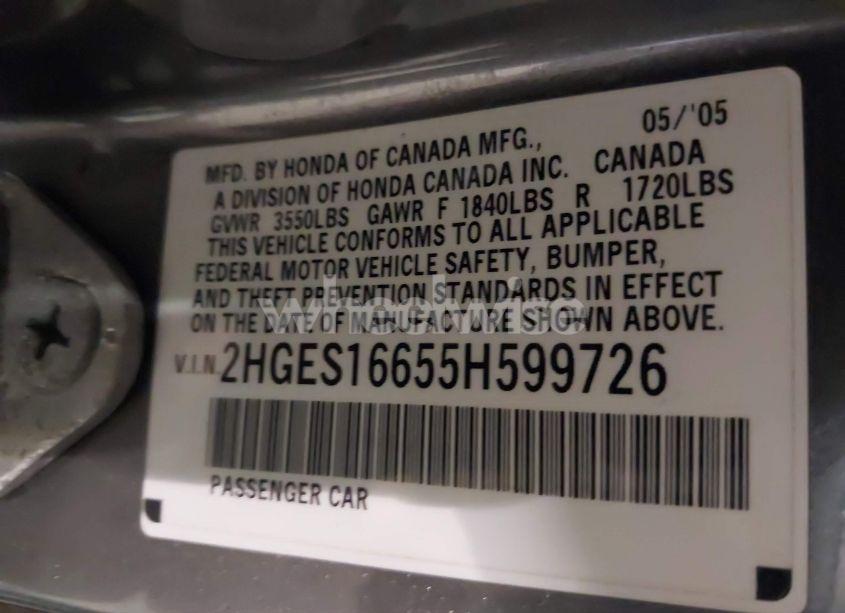 05/'05
MFD. BY HONDA OF CANADA MFG.,
A DIVISION OF HONDA CANADA INC. CANADA
GVWR 3550LBS GAWR F 1840LBS R 1720LBS
THIS VEHICLE CONFORMS TO ALL APPLICABLE
FEDERAL MOTOR VEHICLE SAFETY, BUMPER,
AND THEFT PREVENTION STANDARDS IN EFFECT
ON THE DATE OF MANUFACTURE SHOWN ABOVE.
V.I.N. 2HGES16655H599726
PASSENGER CAR